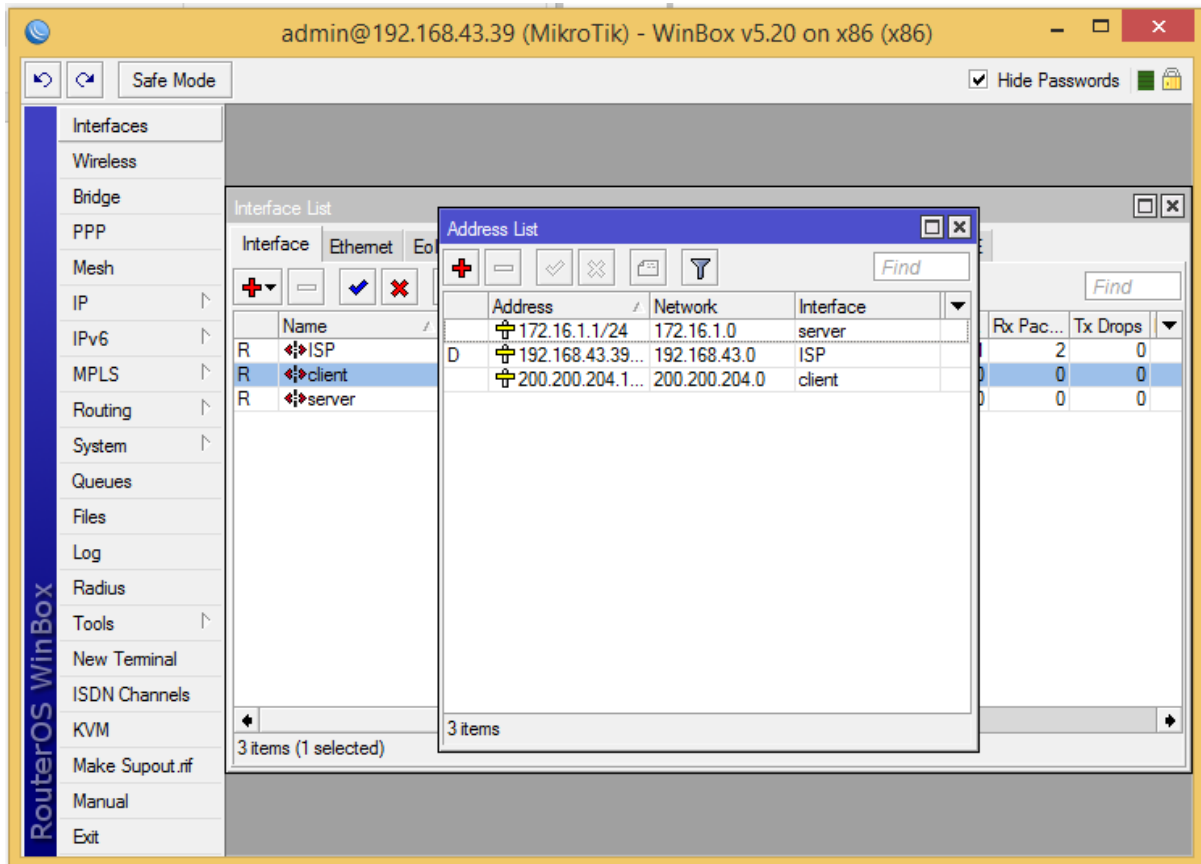 admin@192.168.43.39 (MikroTik) - WinBox v5.20 on x86 (x86)
Safe Mode
Hide Passwords
RouterOS WinBox
Interfaces
Wireless
Bridge
PPP
Mesh
IP
IPv6
MPLS
Routing
System
Queues
Files
Log
Radius
Tools
New Terminal
ISDN Channels
KVM
Make Supout.rif
Manual
Exit
Interface List
Interface Ethernet EoI
Find
Name Rx Pac... Tx Drops
R ISP 2 0
R client 0 0
R server 0 0
3 items (1 selected)
Address List
Find
Address Network Interface
172.16.1.1/24 172.16.1.0 server
D 192.168.43.39... 192.168.43.0 ISP
200.200.204.1... 200.200.204.0 client
3 items